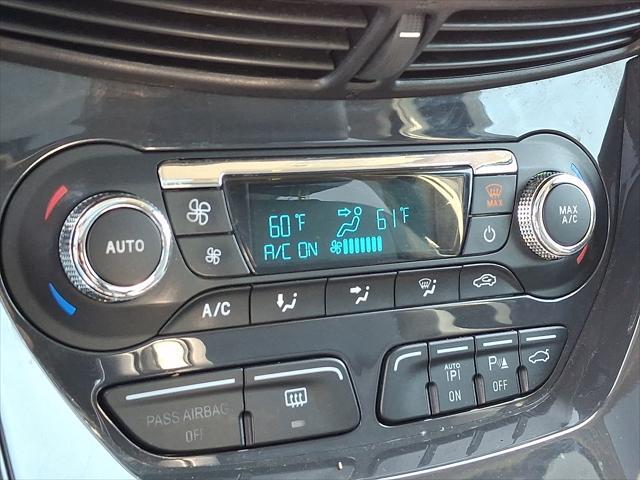 60°F 61°F
A/C ON
MAX
AUTO
MAX
A/C
A/C
PASS AIRBAG
OFF
AUTO
P
ON
P
OFF